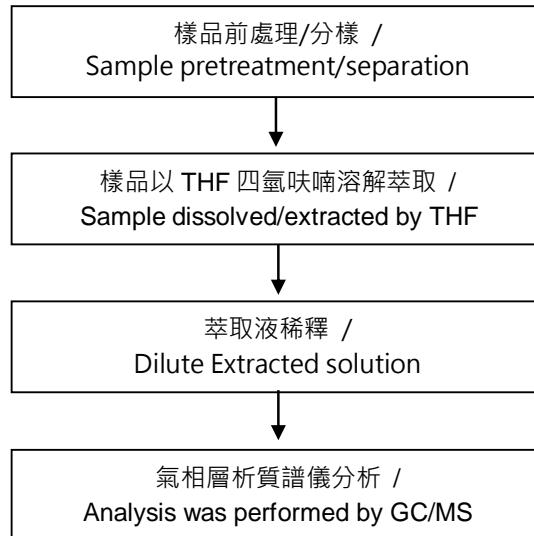 樣品前處理/分樣 /
Sample pretreatment/separation
樣品以 THF 四氫呋喃溶解萃取 /
Sample dissolved/extracted by THF
萃取液稀釋 /
Dilute Extracted solution
氣相層析質譜儀分析 /
Analysis was performed by GC/MS